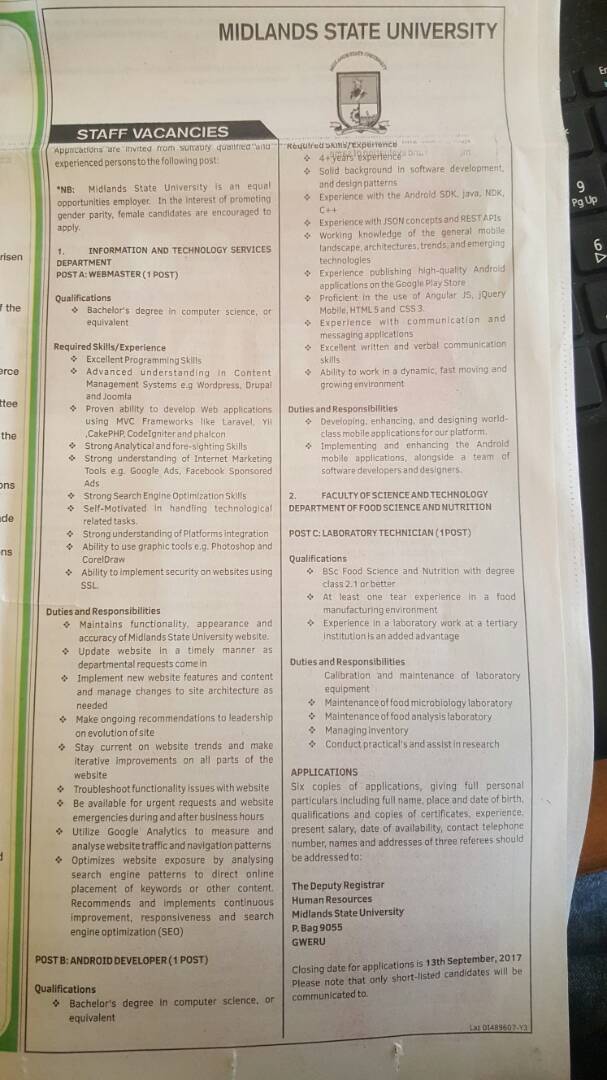 MIDLANDS STATE UNIVERSITY
MIDLANDS STATE UNIVERSITY
STAFF VACANCIES
Applications are invited from suitably qualified and
experienced persons to the following post:
*NB: Midlands State University is an equal
opportunities employer. In the interest of promoting
gender parity, female candidates are encouraged to
apply.
1. INFORMATION AND TECHNOLOGY SERVICES
DEPARTMENT
POST A: WEBMASTER (1 POST)
Qualifications
❖ Bachelor's degree in computer science, or
equivalent
Required Skills/Experience
❖ Excellent Programming Skills
❖ Advanced understanding in Content
Management Systems e.g Wordpress, Drupal
and Joomla
❖ Proven ability to develop Web applications
using MVC Frameworks like Laravel, Yii
,CakePHP, CodeIgniter and phalcon
❖ Strong Analytical and fore-sighting Skills
❖ Strong understanding of Internet Marketing
Tools e.g. Google Ads, Facebook Sponsored
Ads
❖ Strong Search Engine Optimization Skills
❖ Self-Motivated in handling technological
related tasks.
❖ Strong understanding of Platforms integration
❖ Ability to use graphic tools e.g. Photoshop and
CorelDraw
❖ Ability to implement security on websites using
SSL.
Duties and Responsibilities
❖ Maintains functionality, appearance and
accuracy of Midlands State University website.
❖ Update website in a timely manner as
departmental requests come in
❖ Implement new website features and content
and manage changes to site architecture as
needed
❖ Make ongoing recommendations to leadership
on evolution of site
❖ Stay current on website trends and make
iterative improvements on all parts of the
website
❖ Troubleshoot functionality issues with website
❖ Be available for urgent requests and website
emergencies during and after business hours
❖ Utilize Google Analytics to measure and
analyse website traffic and navigation patterns
❖ Optimizes website exposure by analysing
search engine patterns to direct online
placement of keywords or other content.
Recommends and implements continuous
improvement, responsiveness and search
engine optimization (SEO)
POST B: ANDROID DEVELOPER (1 POST)
Qualifications
❖ Bachelor's degree in computer science, or
equivalent
Required Skills/Experience
❖ 4+ years experience
❖ Solid background in software development,
and design patterns
❖ Experience with the Android SDK, java, NDK,
C++
❖ Experience with JSON concepts and REST APIs
❖ Working knowledge of the general mobile
landscape, architectures, trends, and emerging
technologies
❖ Experience publishing high-quality Android
applications on the Google Play Store
❖ Proficient in the use of Angular JS, jQuery
Mobile, HTML 5 and CSS 3.
❖ Experience with communication and
messaging applications
❖ Excellent written and verbal communication
skills
❖ Ability to work in a dynamic, fast moving and
growing environment
Duties and Responsibilities
❖ Developing, enhancing, and designing world-
class mobile applications for our platform.
❖ Implementing and enhancing the Android
mobile applications, alongside a team of
software developers and designers.
2. FACULTY OF SCIENCE AND TECHNOLOGY
DEPARTMENT OF FOOD SCIENCE AND NUTRITION
POST C: LABORATORY TECHNICIAN (1POST)
Qualifications
❖ BSc Food Science and Nutrition with degree
class 2.1 or better
❖ At least one tear experience in a food
manufacturing environment
❖ Experience in a laboratory work at a tertiary
institution is an added advantage
Duties and Responsibilities
Calibration and maintenance of laboratory
equipment
❖ Maintenance of food microbiology laboratory
❖ Maintenance of food analysis laboratory
❖ Managing inventory
❖ Conduct practical's and assist in research
APPLICATIONS
Six copies of applications, giving full personal
particulars including full name, place and date of birth,
qualifications and copies of certificates, experience,
present salary, date of availability, contact telephone
number, names and addresses of three referees should
be addressed to:
The Deputy Registrar
Human Resources
Midlands State University
P. Bag 9055
GWERU
Closing date for applications is 13th September, 2017
Please note that only short-listed candidates will be
communicated to.
Laz 01489607-Y3
risen
f the
erce
ttee
the
ons
ade
ns
9
Pg Up
6